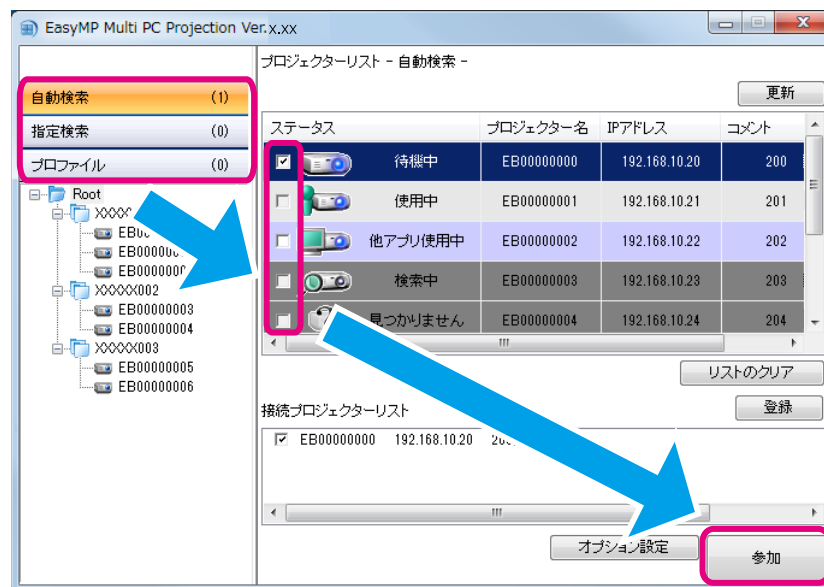 EasyMP Multi PC Projection Ver.x.xx
プロジェクターリスト - 自動検索 -
更新
自動検索 (1)
指定検索 (0)
プロファイル (0)
Root
XXXXX002
EB00000003
EB00000004
XXXXX003
EB00000005
EB00000006
ステータス プロジェクター名 IPアドレス コメント
待機中 EB00000000 192.168.10.20 200
使用中 EB00000001 192.168.10.21 201
他アプリ使用中 EB00000002 192.168.10.22 202
検索中 EB00000003 192.168.10.23 203
見つかりません EB00000004 192.168.10.24 204
リストのクリア
接続プロジェクターリスト
登録
EB00000000 192.168.10.20
オプション設定
参加